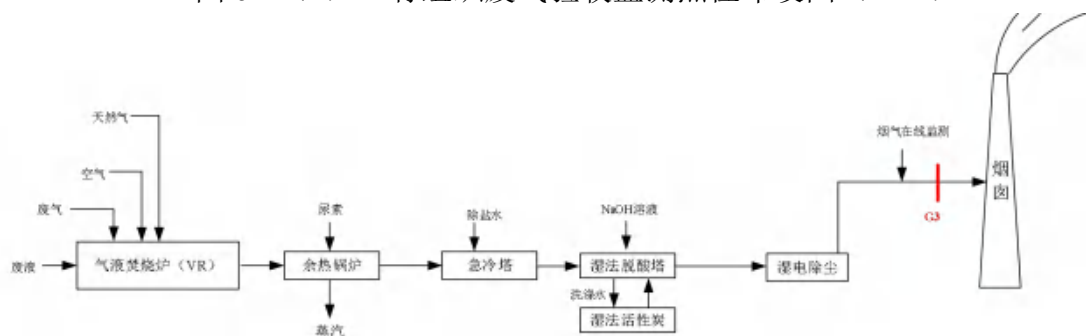 天然气
空气
废气
废液
气液焚烧炉（VR）
尿素
余热锅炉
蒸汽
除盐水
急冷塔
NaOH溶液
湿法脱酸塔
洗涤水
湿法活性炭
湿电除尘
烟气在线监测
G3
烟囱